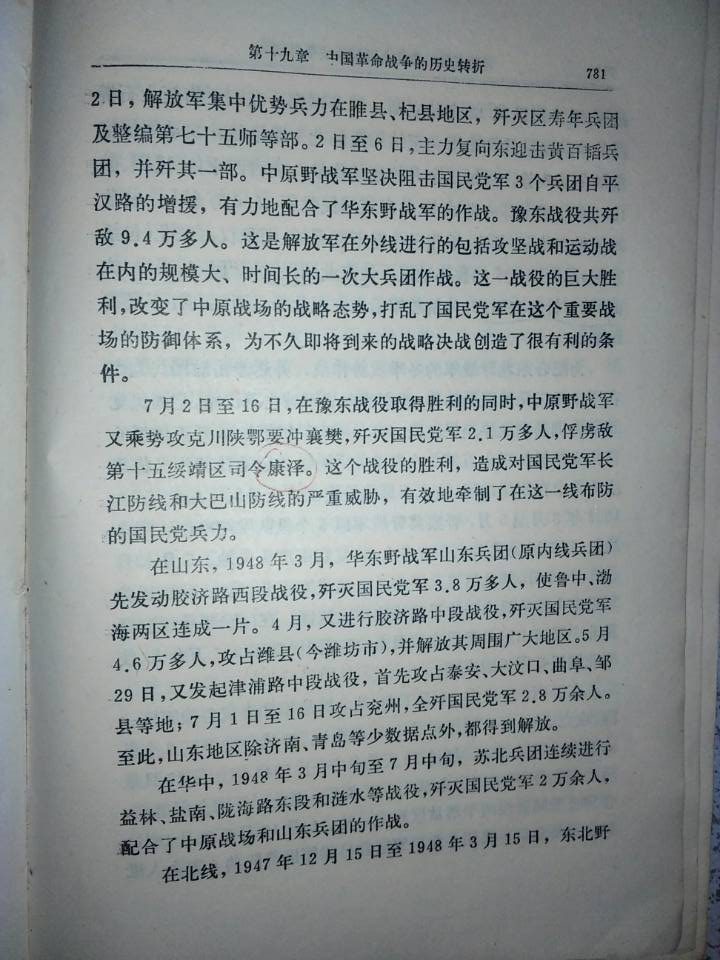 第十九章 中国革命战争的历史转折 781
2日，解放军集中优势兵力在睢县、杞县地区，歼灭区寿年兵团
及整编第七十五师等部。2日至6日，主力复向东迎击黄百韬兵
团，并歼其一部。中原野战军坚决阻击国民党军3个兵团自平
汉路的增援，有力地配合了华东野战军的作战。豫东战役共歼
敌9.4万多人。这是解放军在外线进行的包括攻坚战和运动战
在内的规模大、时间长的一次大兵团作战。这一战役的巨大胜
利，改变了中原战场的战略态势，打乱了国民党军在这个重要战
场的防御体系，为不久即将到来的战略决战创造了很有利的条
件。
7月2日至16日，在豫东战役取得胜利的同时，中原野战军
又乘势攻克川陕鄂要冲襄樊，歼灭国民党军2.1万多人，俘虏敌
第十五绥靖区司令康泽。这个战役的胜利，造成对国民党军长
江防线和大巴山防线的严重威胁，有效地牵制了在这一线布防
的国民党兵力。
在山东，1948年3月，华东野战军山东兵团（原内线兵团）
先发动胶济路西段战役，歼灭国民党军3.8万多人，使鲁中、渤
海两区连成一片。4月，又进行胶济路中段战役，歼灭国民党军
4.6万多人，攻占潍县（今潍坊市），并解放其周围广大地区。5月
29日，又发起津浦路中段战役，首先攻占泰安、大汶口、曲阜、邹
县等地；7月1日至16日攻占兖州，全歼国民党军2.8万余人。
至此，山东地区除济南、青岛等少数据点外，都得到解放。
在华中，1948年3月中旬至7月中旬，苏北兵团连续进行
益林、盐南、陇海路东段和涟水等战役，歼灭国民党军2万余人，
配合了中原战场和山东兵团的作战。
在北线，1947年12月15日至1948年3月15日，东北野